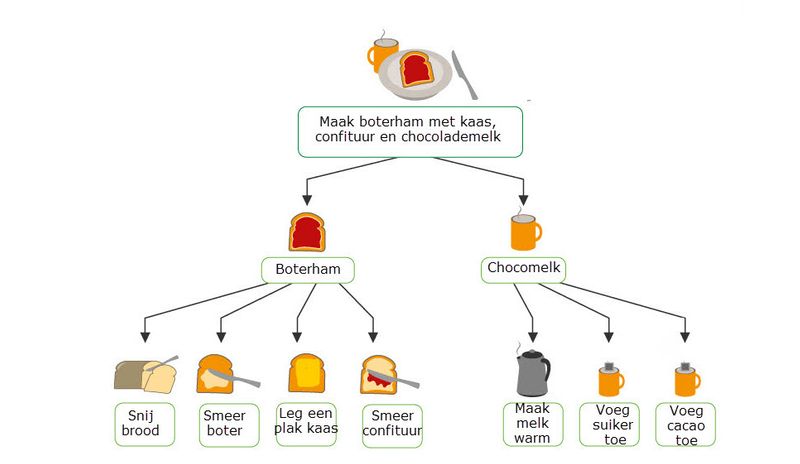 Maak boterham met kaas,
confituur en chocolademelk
Boterham
Chocomelk
Snij
brood
Smeer
boter
Leg een
plak kaas
Smeer
confituur
Maak
melk
warm
Voeg
suiker
toe
Voeg
cacao
toe